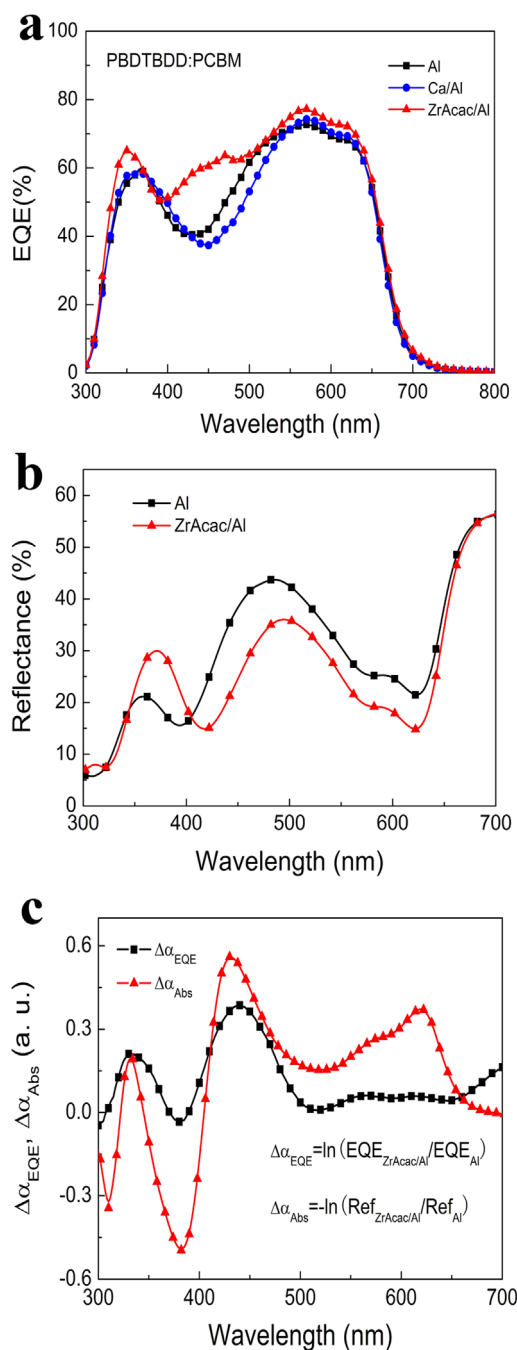 a
100
80
60
40
20
0
EQE(%)
PBDTBDD:PCBM
Al
Ca/Al
ZrAcac/Al
300 400 500 600 700 800
Wavelength (nm)
b
60
50
40
30
20
10
0
Reflectance (%)
Al
ZrAcac/Al
300 400 500 600 700
Wavelength (nm)
c
0.6
0.3
0.0
-0.3
-0.6
Δα_EQE, Δα_Abs (a. u.)
Δα_EQE
Δα_Abs
Δα_EQE=ln(EQE_ZrAcac/Al/EQE_Al)
Δα_Abs=-ln(Ref_ZrAcac/Al/Ref_Al)
300 400 500 600 700
Wavelength (nm)